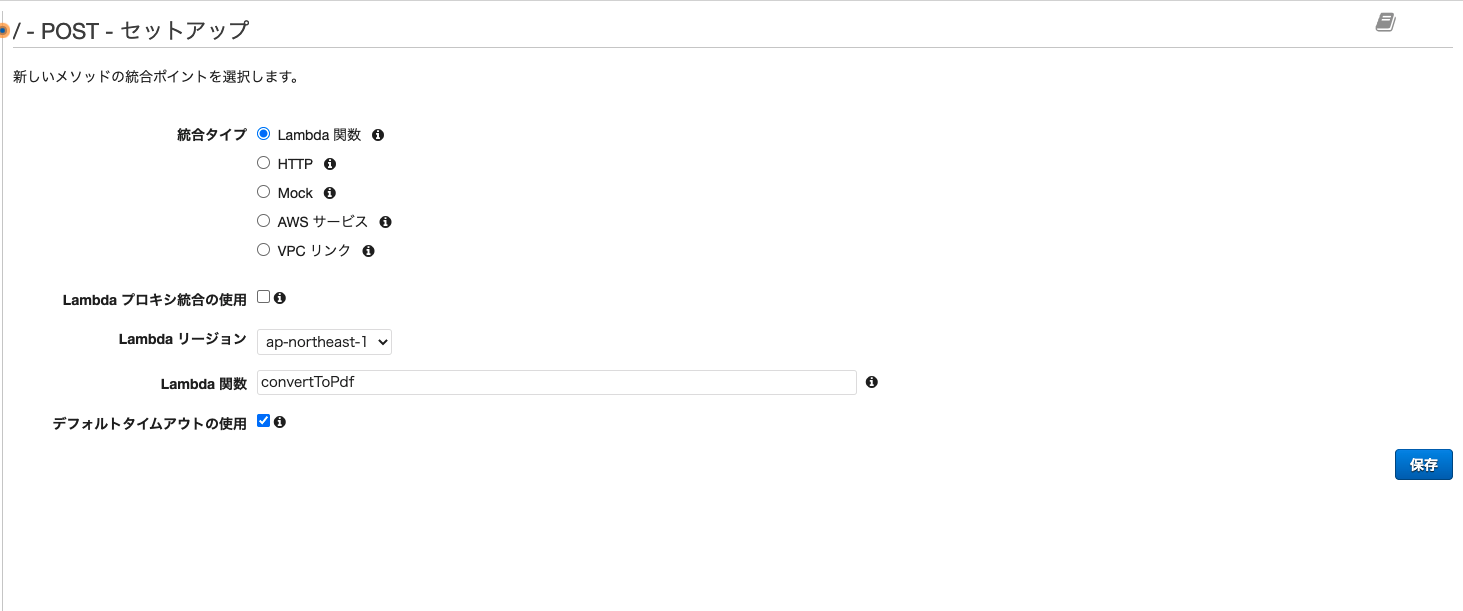 / - POST - セットアップ
新しいメソッドの統合ポイントを選択します。
統合タイプ Lambda 関数
HTTP
Mock
AWS サービス
VPC リンク
Lambda プロキシ統合の使用
Lambda リージョン ap-northeast-1
Lambda 関数 convertToPdf
デフォルトタイムアウトの使用
保存